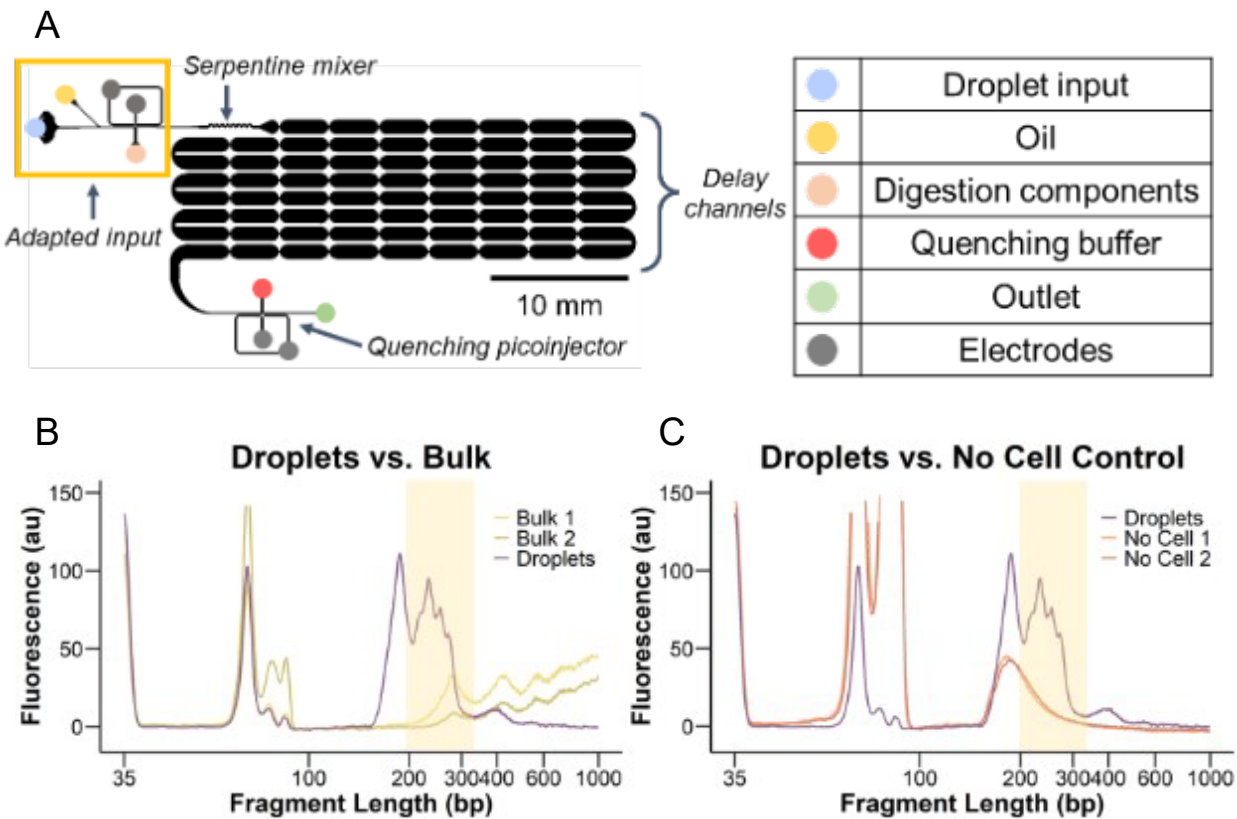 A
Serpentine mixer
Adapted input
Delay
channels
10 mm
Quenching picoinjector
Droplet input
Oil
Digestion components
Quenching buffer
Outlet
Electrodes
B
Droplets vs. Bulk
Fluorescence (au)
150
100
50
0
Bulk 1
Bulk 2
Droplets
35 100 200 300 400 600 1000
Fragment Length (bp)
C
Droplets vs. No Cell Control
Fluorescence (au)
150
100
50
0
Droplets
No Cell 1
No Cell 2
35 100 200 300 400 600 1000
Fragment Length (bp)